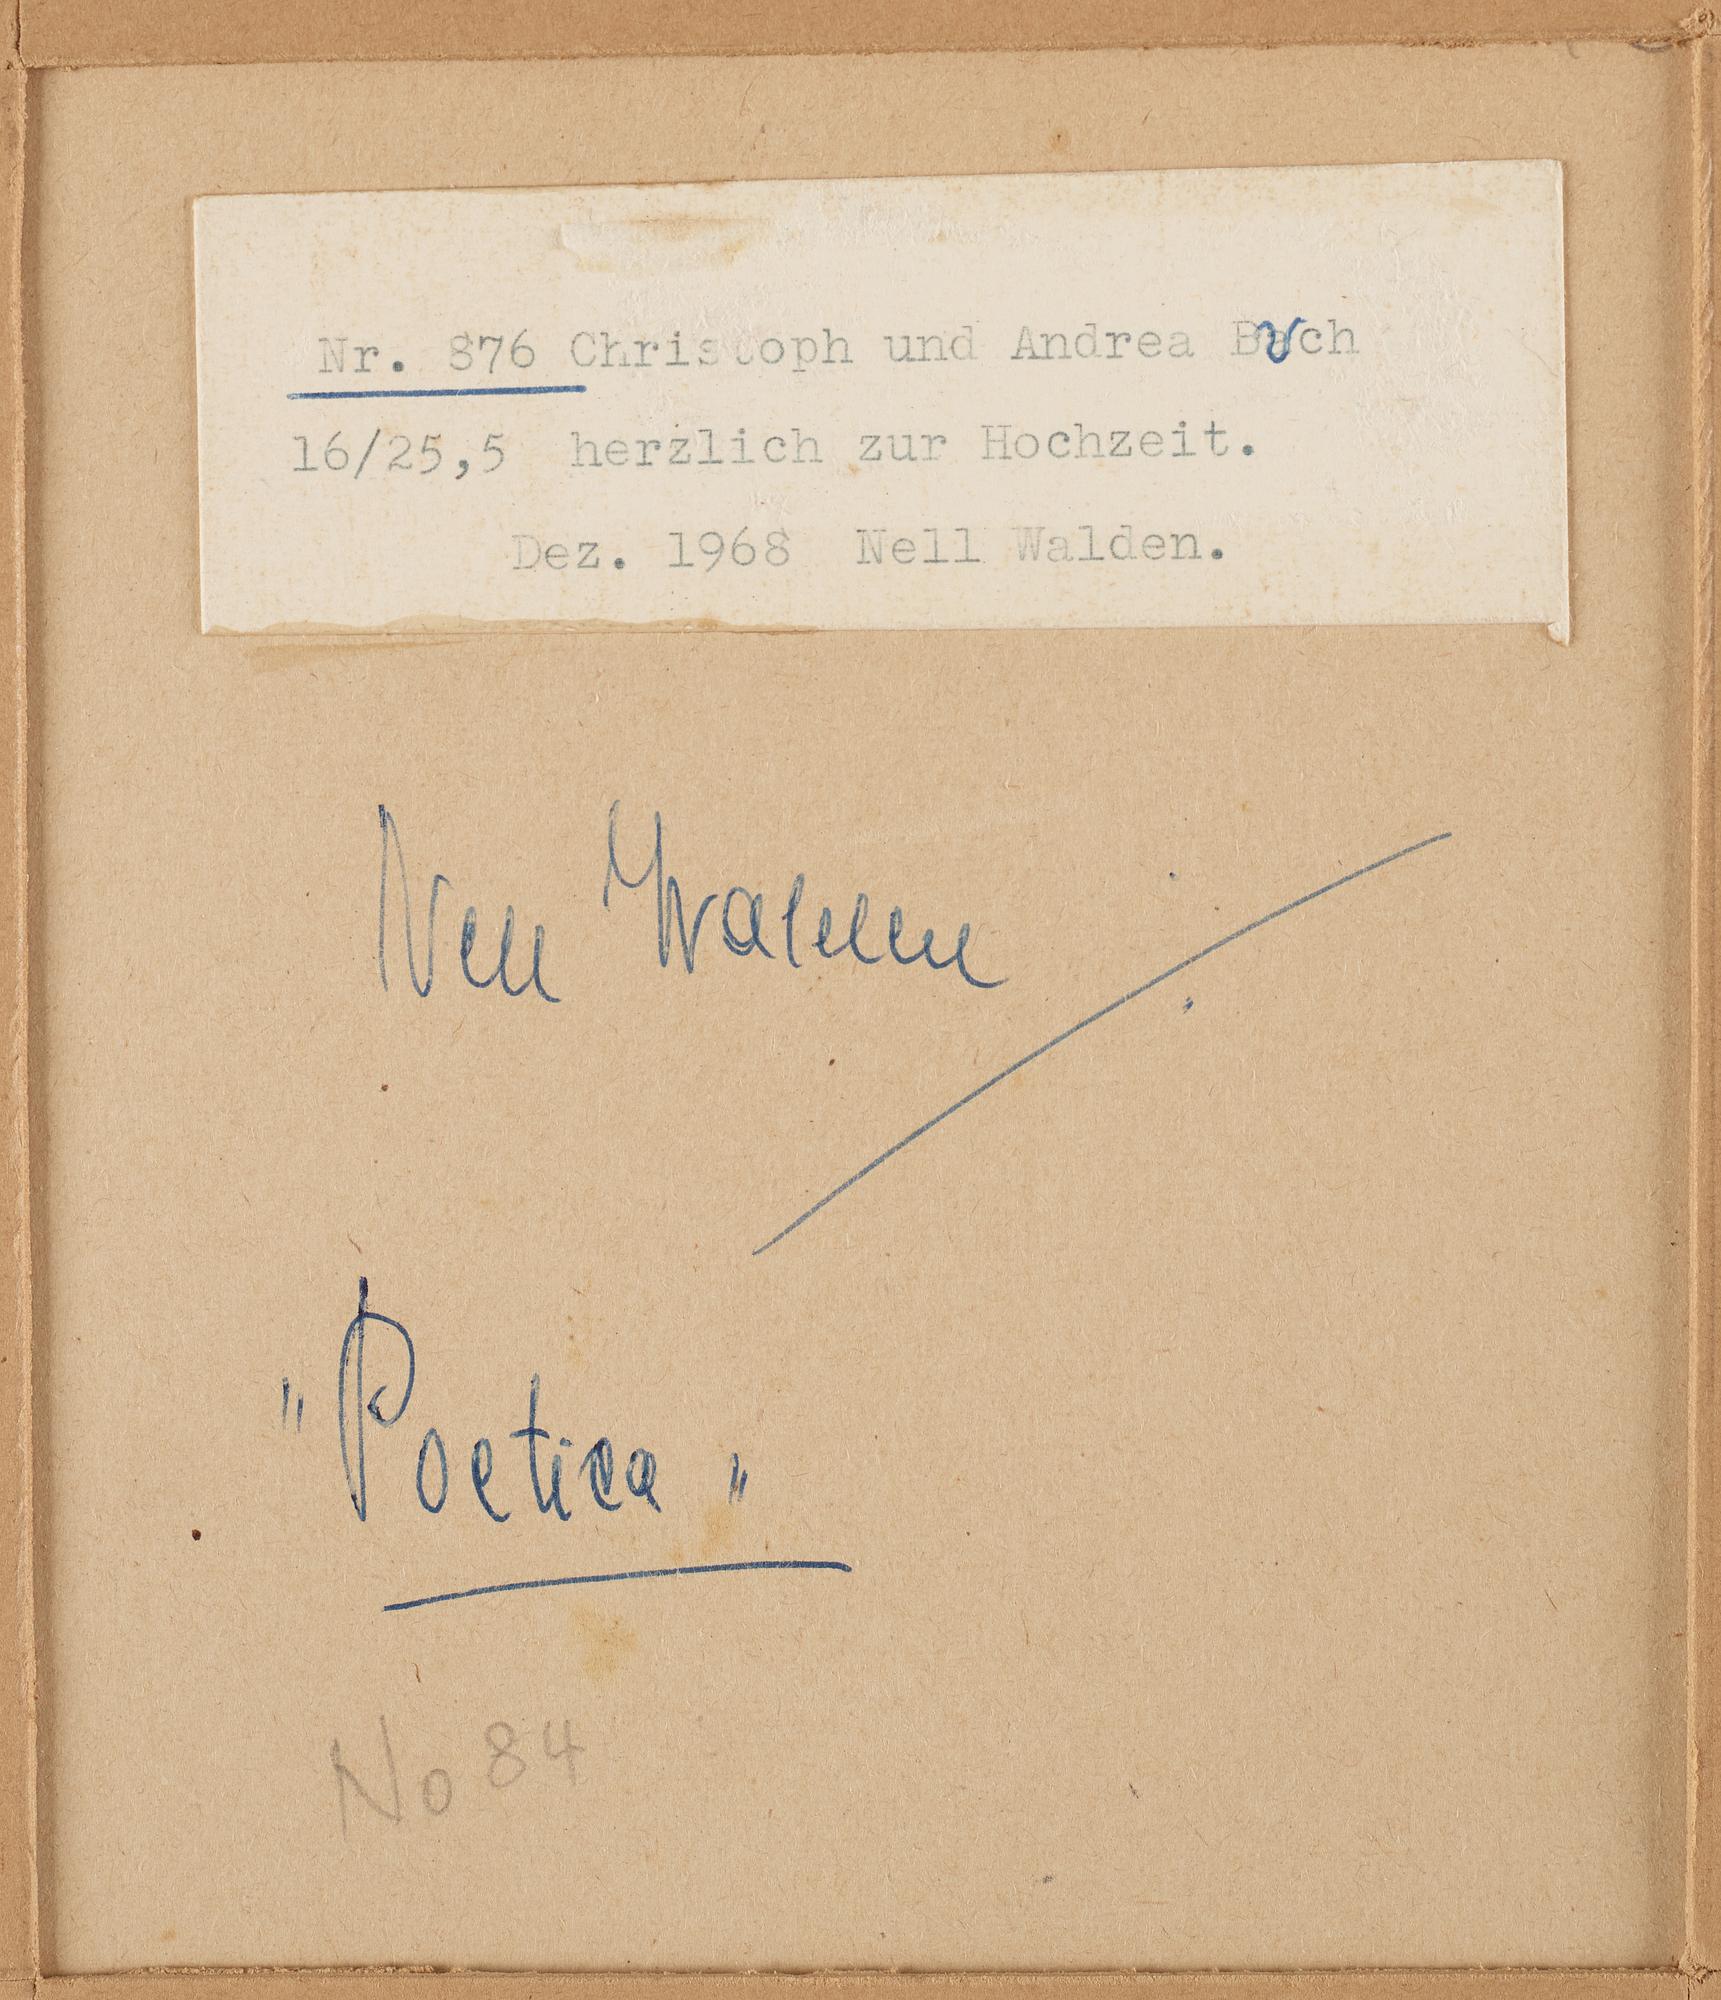 Nr. 876 Christoph und Andrea Buch
16/25,5 herzlich zur Hochzeit.
Dez. 1968 Nell Walden.
Nell Walden
"Poetica"
No 84